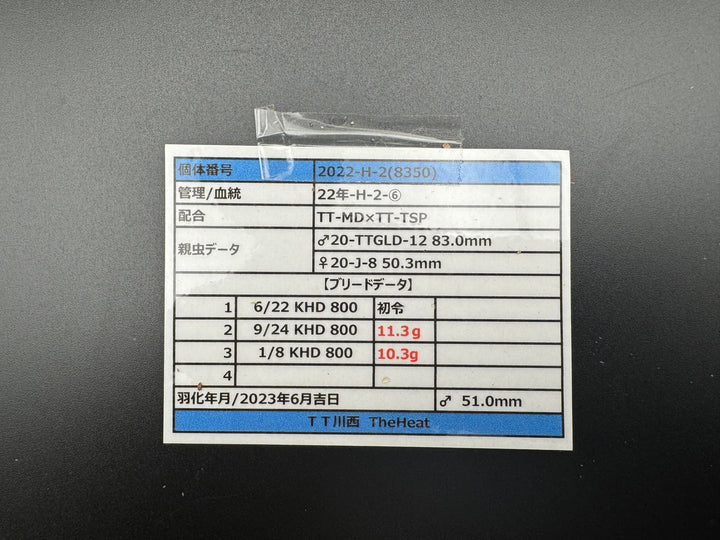 個体番号 2022-H-2(8350)
管理/血統 22年-H-2-⑥
配合 TT-MD×TT-TSP
親虫データ ♂20-TTGLD-12 83.0mm
♀20-J-8 50.3mm
【ブリードデータ】
1 6/22 KHD 800 初令
2 9/24 KHD 800 11.3g
3 1/8 KHD 800 10.3g
4
羽化年月/2023年6月吉日 ♂ 51.0mm
ＴＴ川西 TheHeat